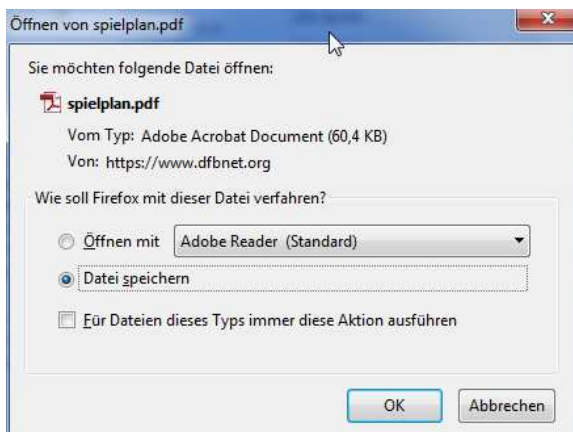 Öffnen von spielplan.pdf
Sie möchten folgende Datei öffnen:
spielplan.pdf
Vom Typ: Adobe Acrobat Document (60,4 KB)
Von: https://www.dfbnet.org
Wie soll Firefox mit dieser Datei verfahren?
Öffnen mit Adobe Reader (Standard)
Datei speichern
Für Dateien dieses Typs immer diese Aktion ausführen
OK Abbrechen